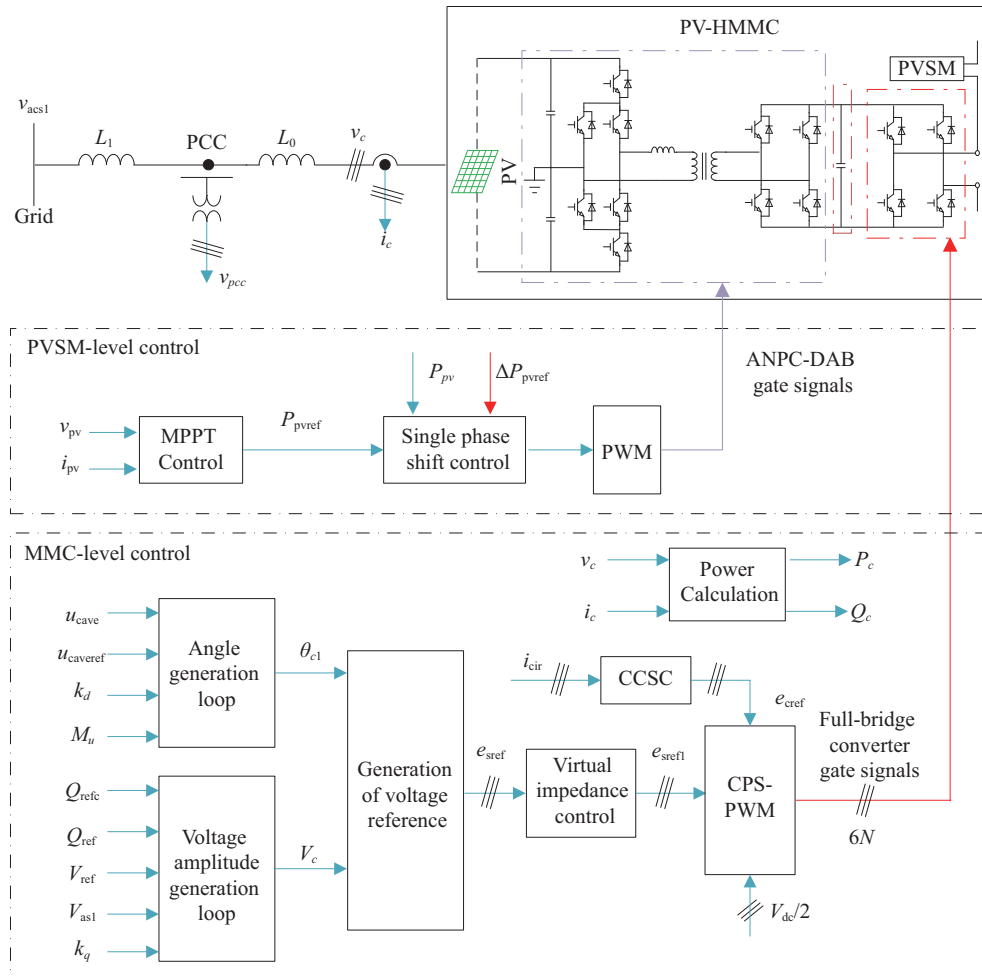 PV-HMMC
PVSM
v_acs1
L_1
PCC
L_0
v_c
PV
Grid
i_c
v_pcc
PVSM-level control
P_pv
ΔP_pvref
ANPC-DAB
gate signals
v_pv
i_pv
MPPT
Control
P_pvref
Single phase
shift control
PWM
MMC-level control
v_c
i_c
Power
Calculation
P_c
Q_c
u_cave
u_caveref
k_d
M_u
Angle
generation
loop
θ_c1
i_cir
CCSC
e_cref
Full-bridge
converter
gate signals
Generation
of voltage
reference
e_sref
Virtual
impedance
control
e_sref1
CPS-
PWM
6N
Q_refc
Q_ref
V_ref
V_as1
k_q
Voltage
amplitude
generation
loop
V_c
V_dc/2